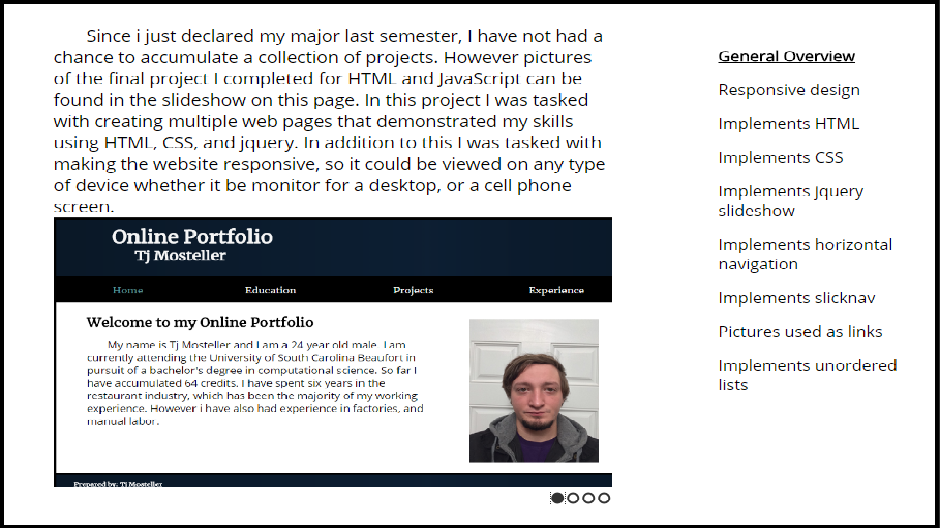 Since i just declared my major last semester, I have not had a
chance to accumulate a collection of projects. However pictures
of the final project I completed for HTML and JavaScript can be
found in the slideshow on this page. In this project I was tasked
with creating multiple web pages that demonstrated my skills
using HTML, CSS, and jquery. In addition to this I was tasked with
making the website responsive, so it could be viewed on any type
of device whether it be monitor for a desktop, or a cell phone
screen.
Online Portfolio
Tj Mosteller
Home Education Projects Experience
Welcome to my Online Portfolio
My name is Tj Mosteller and I am a 24 year old male. I am
currently attending the University of South Carolina Beaufort in
pursuit of a bachelor's degree in computational science. So far I
have accumulated 64 credits. I have spent six years in the
restaurant industry, which has been the majority of my working
experience. However i have also had experience in factories, and
manual labor.
Prepared by: Tj Mosteller
General Overview
Responsive design
Implements HTML
Implements CSS
Implements jquery
slideshow
Implements horizontal
navigation
Implements slicknav
Pictures used as links
Implements unordered
lists